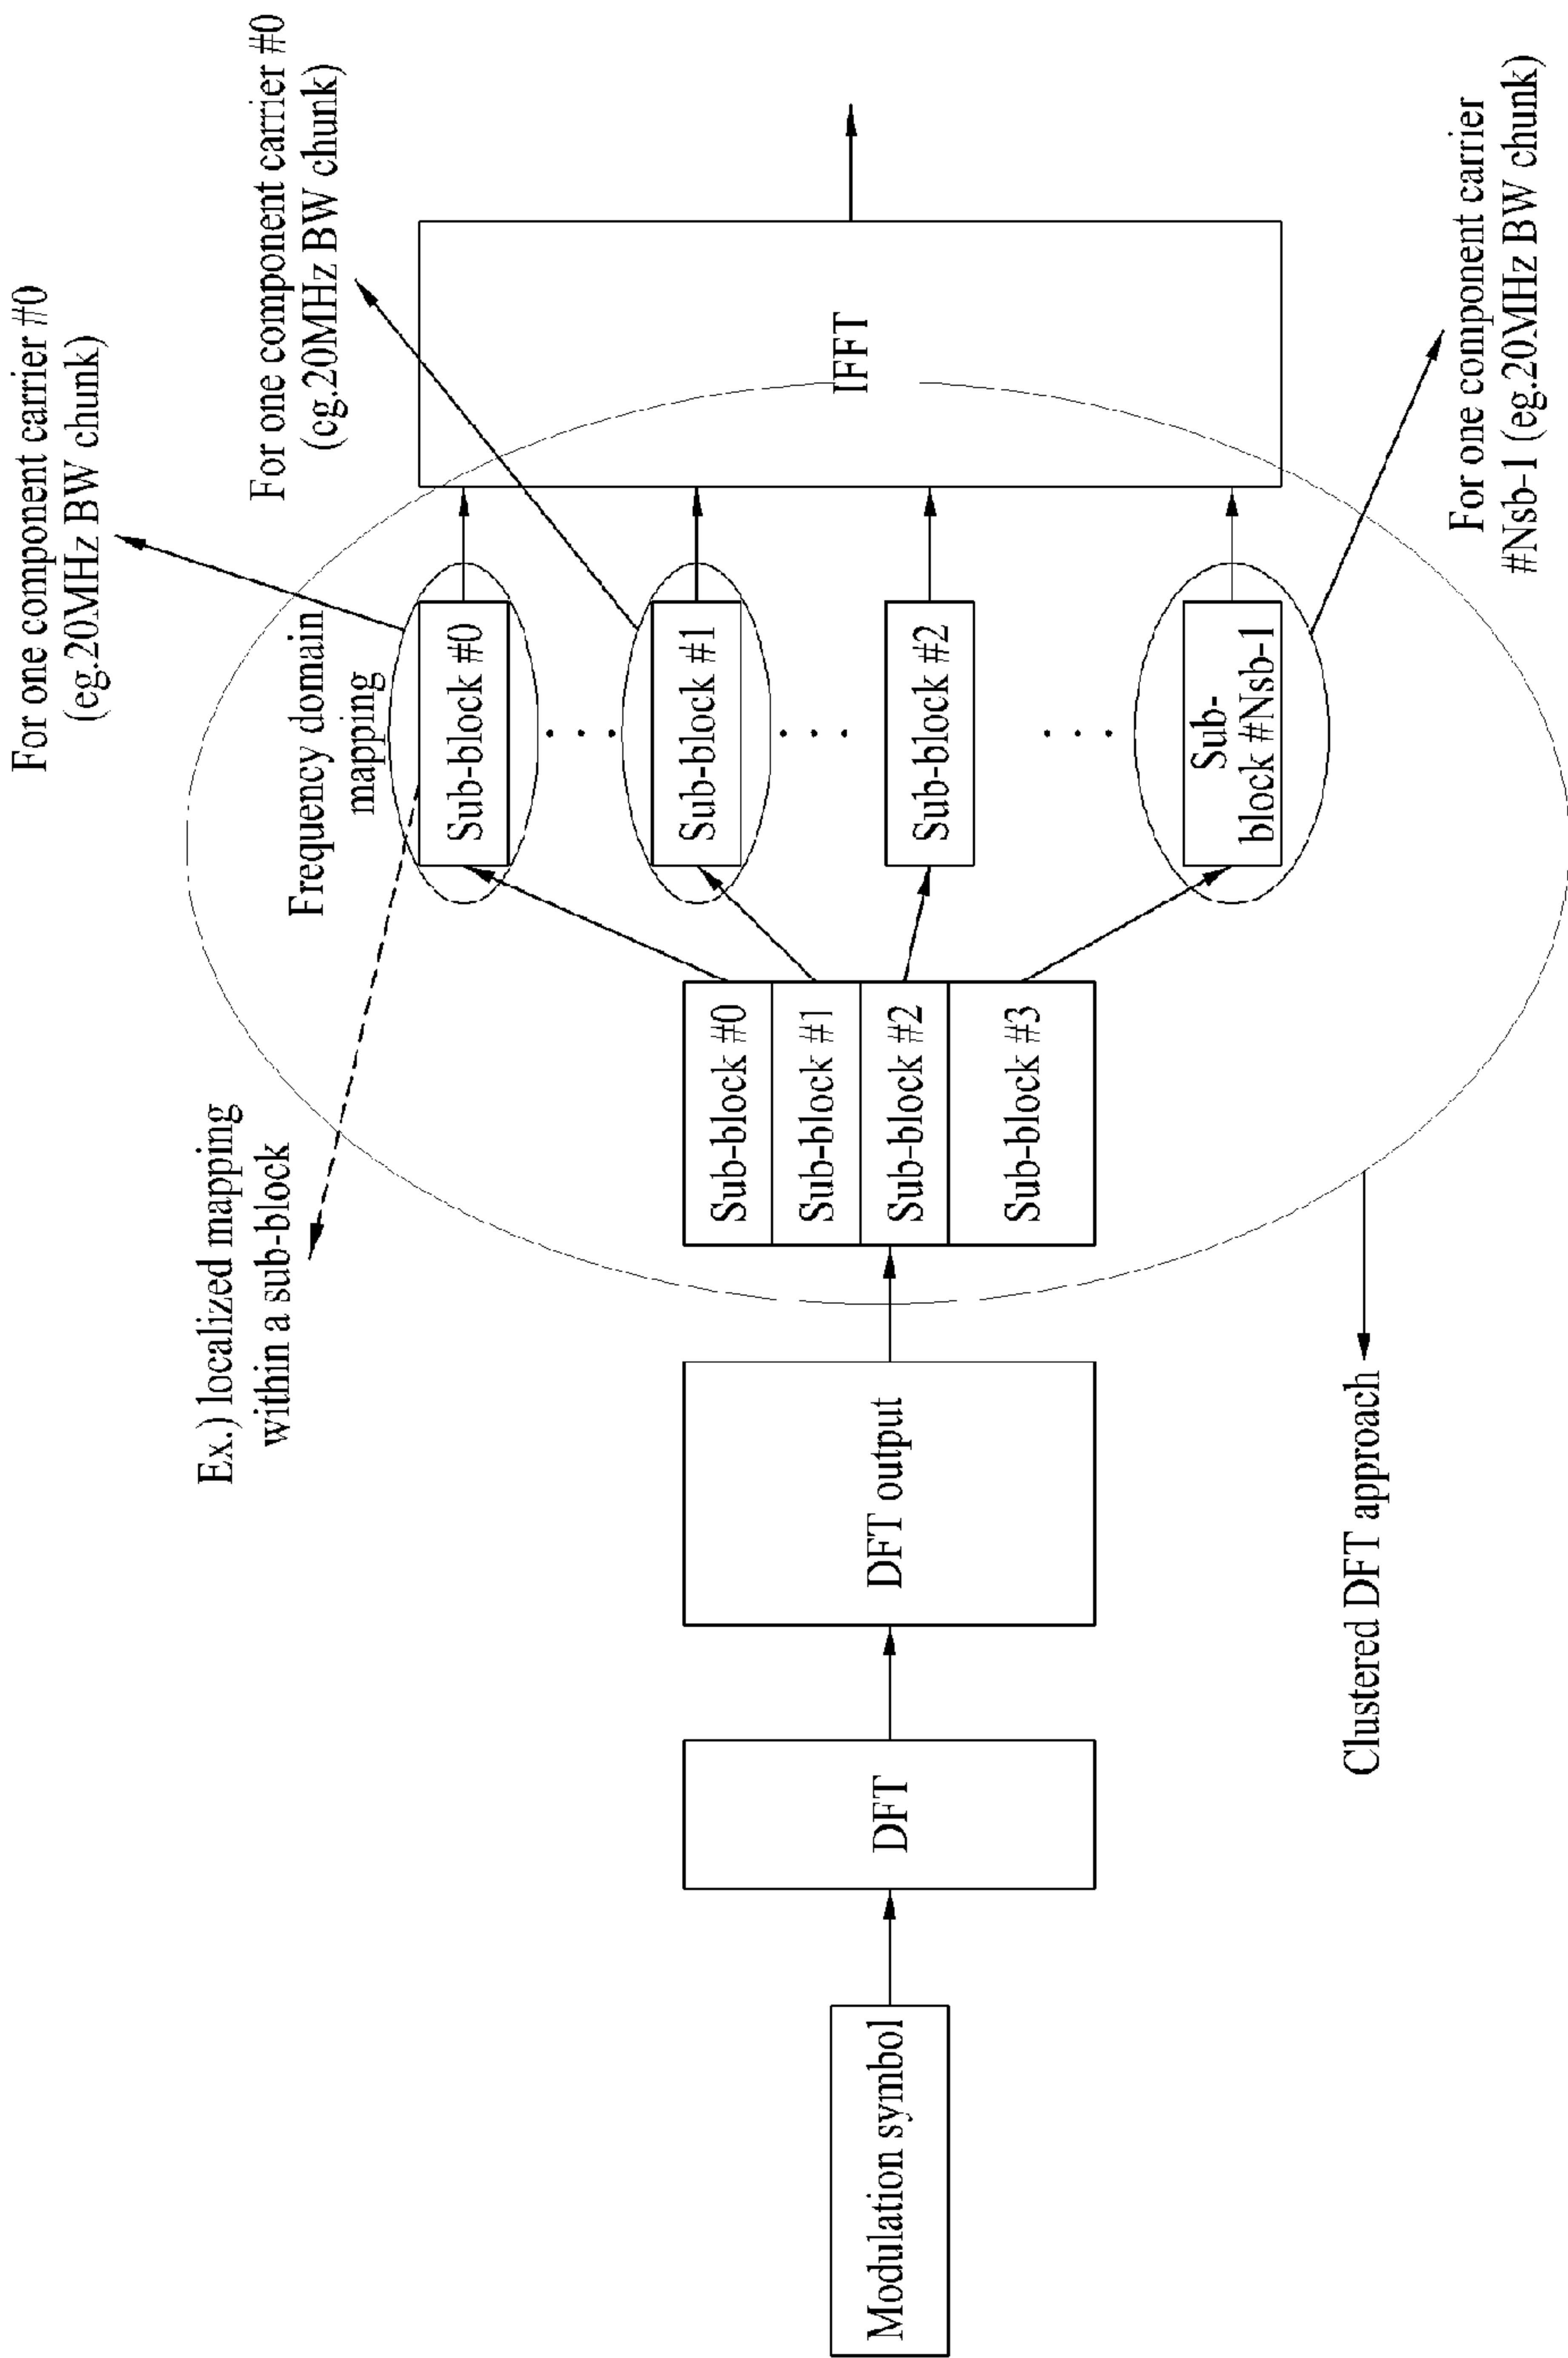 Modulation symbol
DFT
DFT output
Ex.) localized mapping
within a sub-block
Sub-block #0
Sub-block #1
Sub-block #2
Sub-block #3
Frequency domain
mapping
Sub-block #0
Sub-block #1
Sub-block #2
Sub-
block #Nsb-1
IFFT
For one component carrier #0
(eg.20MHz BW chunk)
For one component carrier #0
(eg.20MHz BW chunk)
For one component carrier
#Nsb-1 (eg.20MHz BW chunk)
Clustered DFT approach